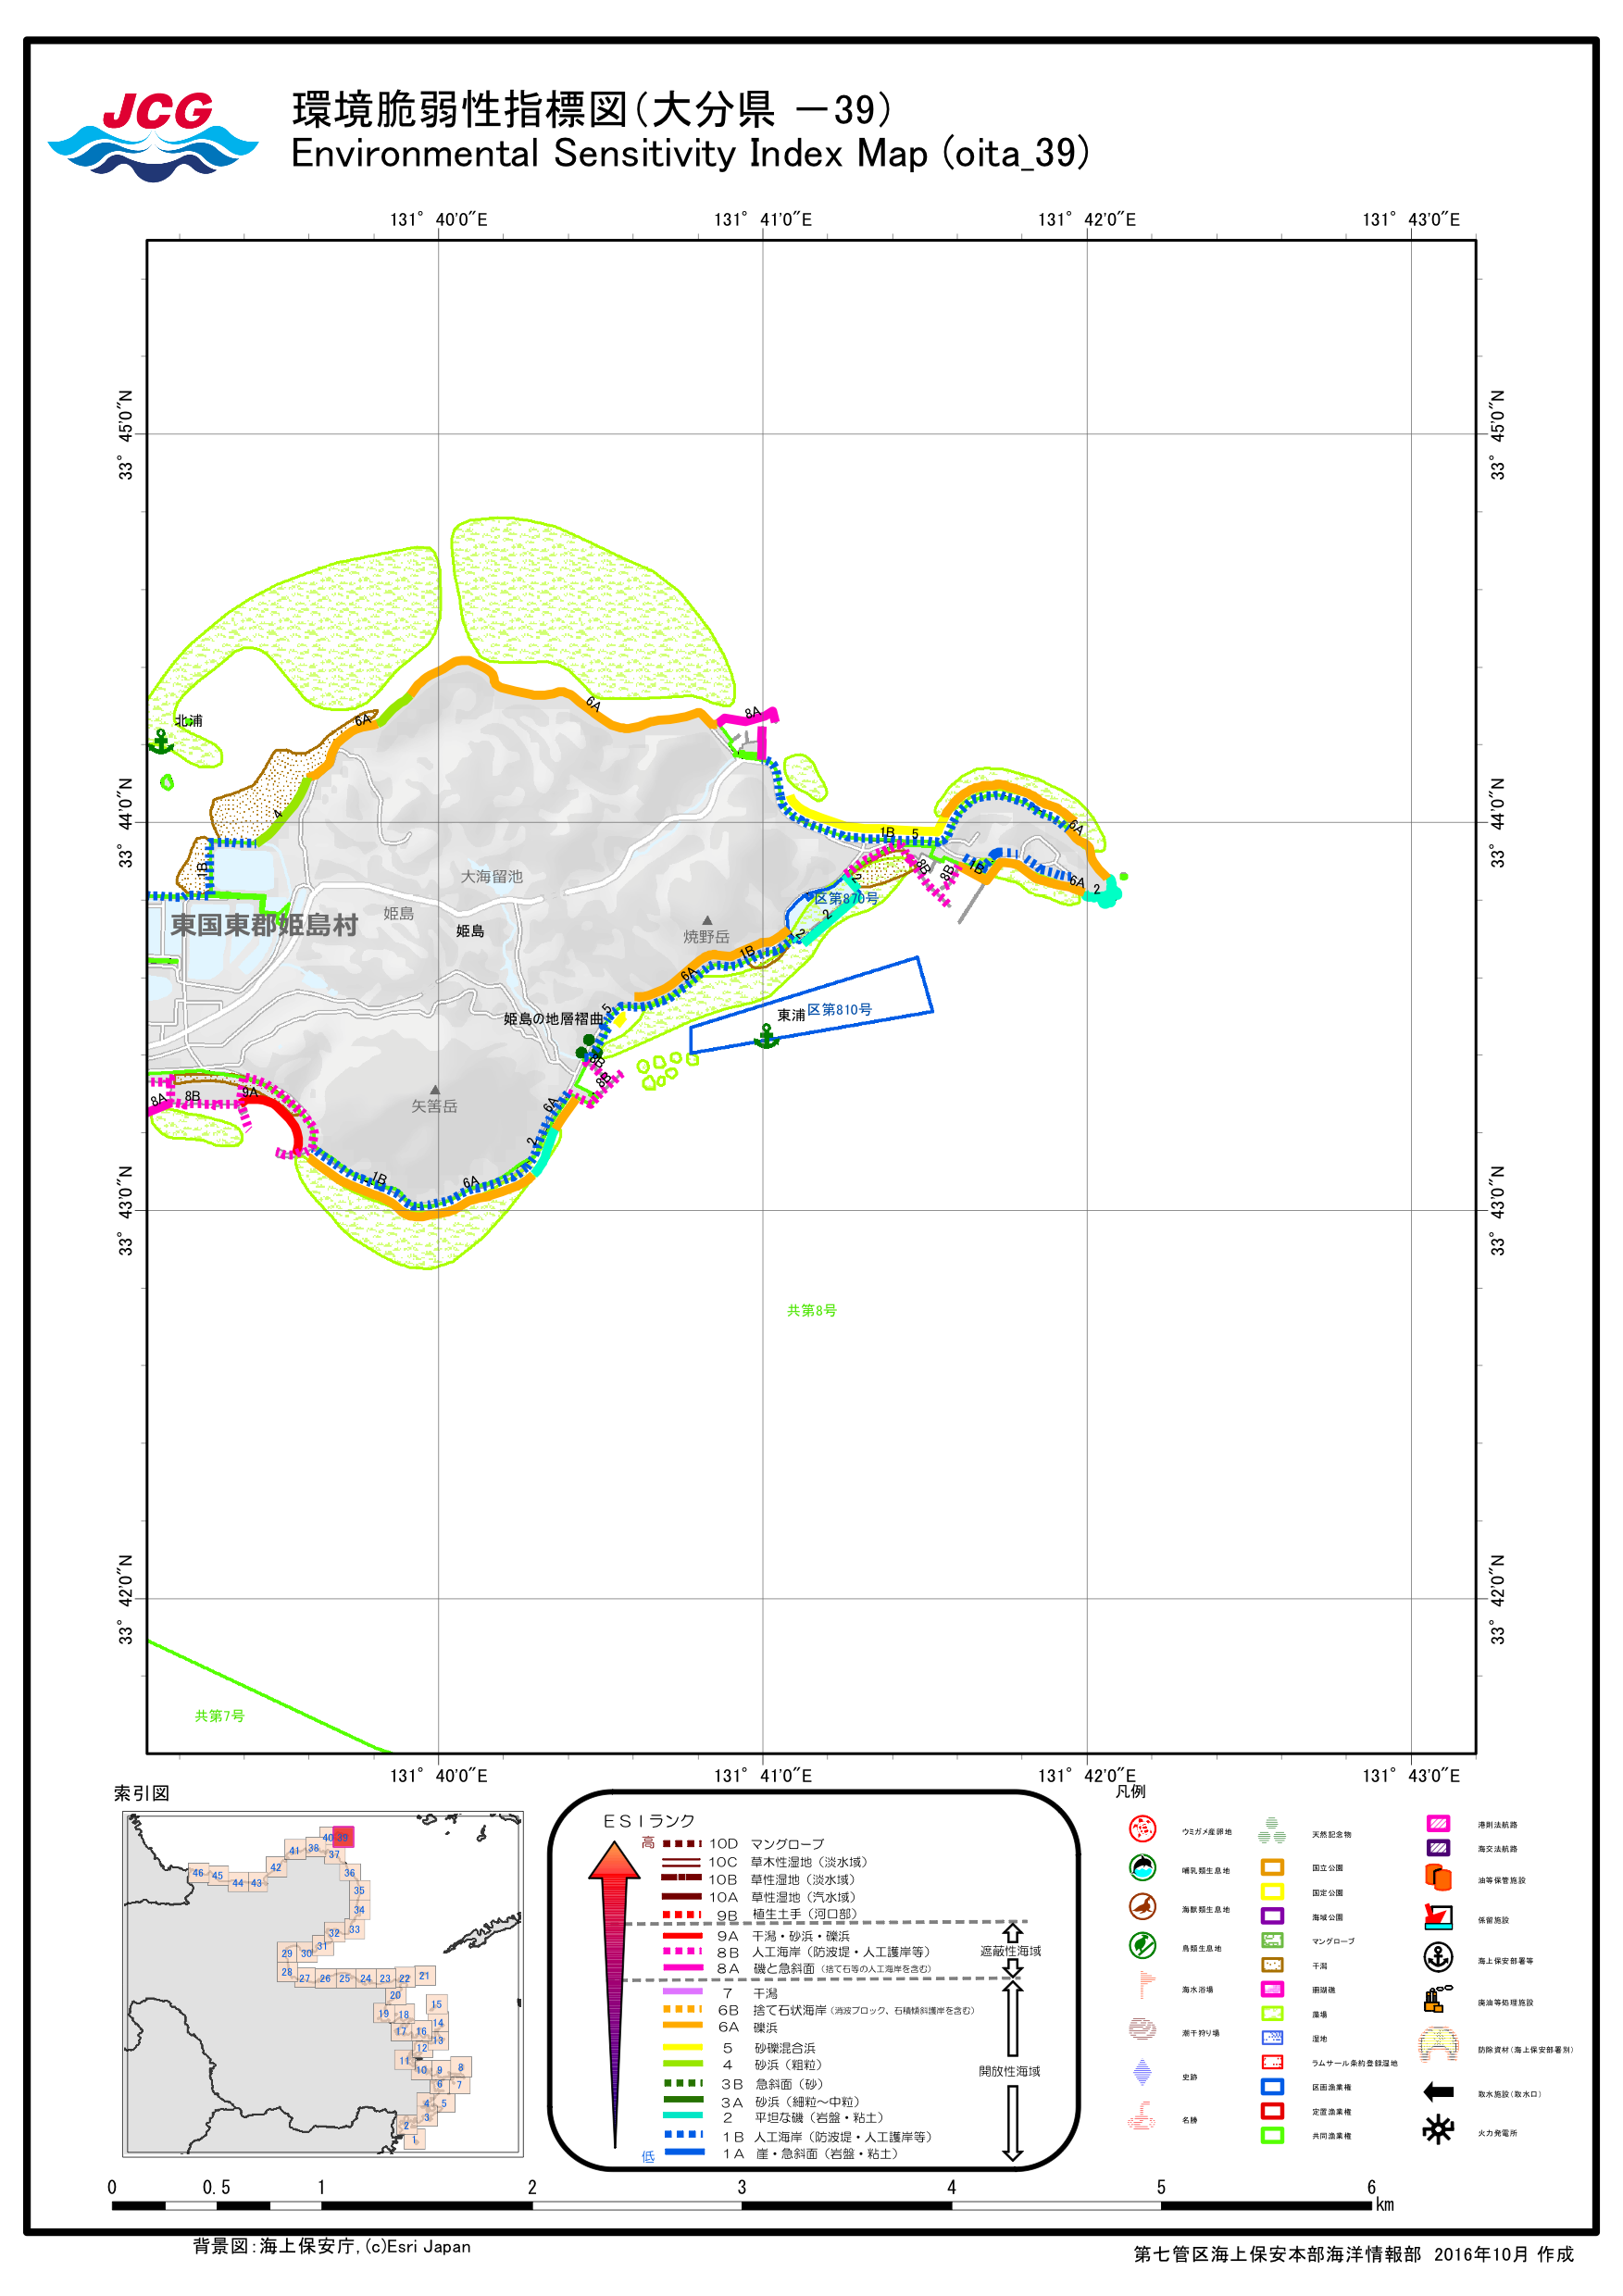 JCG
環境脆弱性指標図(大分県 －39)
Environmental Sensitivity Index Map (oita_39)
131° 40'0"E
131° 41'0"E
131° 42'0"E
131° 43'0"E
33° 45'0"N
33° 45'0"N
33° 44'0"N
33° 44'0"N
33° 43'0"N
33° 43'0"N
33° 42'0"N
33° 42'0"N
北浦
6A
6A
8A
4
1B
1B
5
6A
8B
8B
1B
6A
2
大海留池
区第870号
2
2
2
東国東郡姫島村
姫島
姫島
焼野岳
1B
6A
5
姫島の地層褶曲
東浦
区第810号
8B
8B
8A
8B
9A
矢筈岳
6A
2
1B
6A
共第8号
共第7号
131° 40'0"E
131° 41'0"E
131° 42'0"E
131° 43'0"E
索引図
40
39
41
38
37
42
46
45
44
43
36
35
34
33
32
31
30
29
28
27
26
25
24
23
22
21
20
19
18
17
16
15
14
13
12
11
10
9
8
7
6
5
4
3
2
1
ＥＳＩランク
高
10D マングローブ
10C 草木性湿地（淡水域）
10B 草性湿地（淡水域）
10A 草性湿地（汽水域）
9B 植生土手（河口部）
9A 干潟・砂浜・礫浜
8B 人工海岸（防波堤・人工護岸等）
8A 磯と急斜面（捨て石等の人工海岸を含む）
7 干潟
6B 捨て石状海岸（消波ブロック、石積傾斜護岸を含む）
6A 礫浜
5 砂礫混合浜
4 砂浜（粗粒）
3B 急斜面（砂）
3A 砂浜（細粒～中粒）
2 平坦な磯（岩盤・粘土）
1B 人工海岸（防波堤・人工護岸等）
1A 崖・急斜面（岩盤・粘土）
低
遮蔽性海域
開放性海域
凡例
ウミガメ産卵地
哺乳類生息地
海獣類生息地
鳥類生息地
海水浴場
潮干狩り場
史跡
名勝
天然記念物
国立公園
国定公園
海域公園
マングローブ
干潟
珊瑚礁
藻場
湿地
ラムサール条約登録湿地
区画漁業権
定置漁業権
共同漁業権
港則法航路
海交法航路
油等保管施設
保留施設
海上保安部署等
廃油等処理施設
防除資材(海上保安部署別)
取水施設(取水口)
火力発電所
0 0.5 1 2 3 4 5 6 km
背景図:海上保安庁, (c)Esri Japan
第七管区海上保安本部海洋情報部 2016年10月 作成